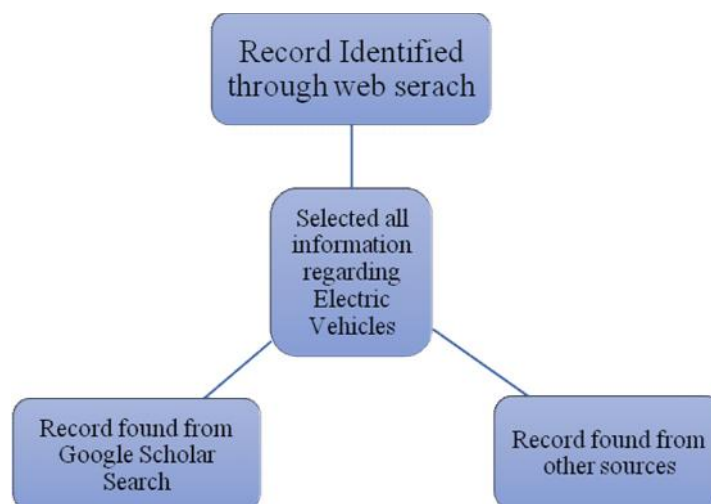 Record Identified
through web serach
Selected all
information
regarding
Electric
Vehicles
Record found from
Google Scholar
Search
Record found from
other sources